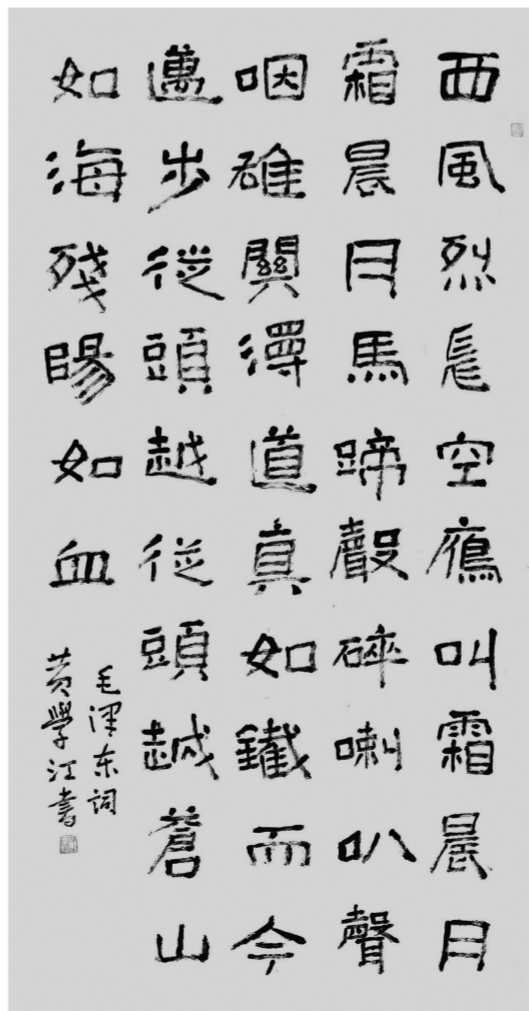 西風烈長空鴈叫霜晨月
霜晨月馬蹄聲碎喇叭聲
咽雄關漫道真如鐵而今
邁步從頭越從頭越蒼山
如海殘陽如血
毛澤东詞
黄學江書